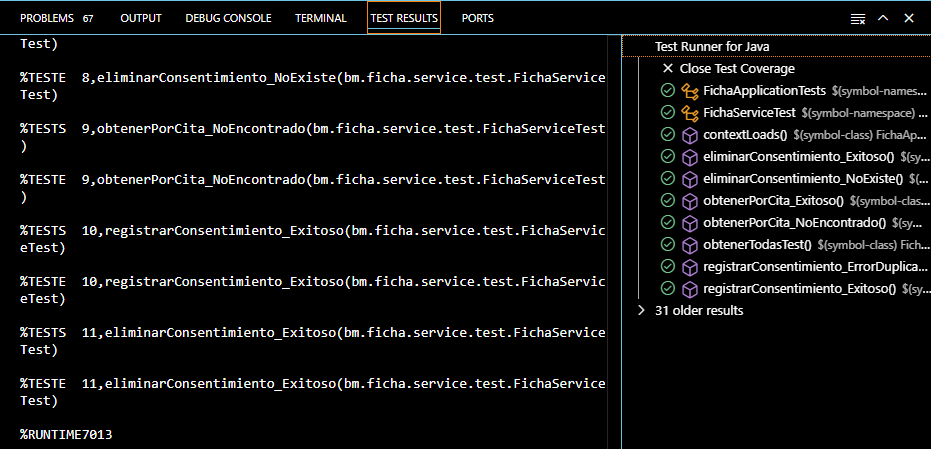 PROBLEMS 67 OUTPUT DEBUG CONSOLE TERMINAL TEST RESULTS PORTS
Test)
%TESTE  8,eliminarConsentimiento_NoExiste(bm.ficha.service.test.FichaService
Test)
%TESTS  9,obtenerPorCita_NoEncontrado(bm.ficha.service.test.FichaServiceTest
)
%TESTE  9,obtenerPorCita_NoEncontrado(bm.ficha.service.test.FichaServiceTest
)
%TESTS  10,registrarConsentimiento_Exitoso(bm.ficha.service.test.FichaServic
eTest)
%TESTE  10,registrarConsentimiento_Exitoso(bm.ficha.service.test.FichaServic
eTest)
%TESTS  11,eliminarConsentimiento_Exitoso(bm.ficha.service.test.FichaService
Test)
%TESTE  11,eliminarConsentimiento_Exitoso(bm.ficha.service.test.FichaService
Test)
%RUNTIME7013
Test Runner for Java
Close Test Coverage
FichaApplicationTests $(symbol-names...
FichaServiceTest $(symbol-namespace) ...
contextLoads() $(symbol-class) FichaAp...
eliminarConsentimiento_Exitoso() $(sy...
eliminarConsentimiento_NoExiste() $(...
obtenerPorCita_Exitoso() $(symbol-clas...
obtenerPorCita_NoEncontrado() $(sy...
obtenerTodasTest() $(symbol-class) Fich...
registrarConsentimiento_ErrorDuplica...
registrarConsentimiento_Exitoso() $(sy...
31 older results